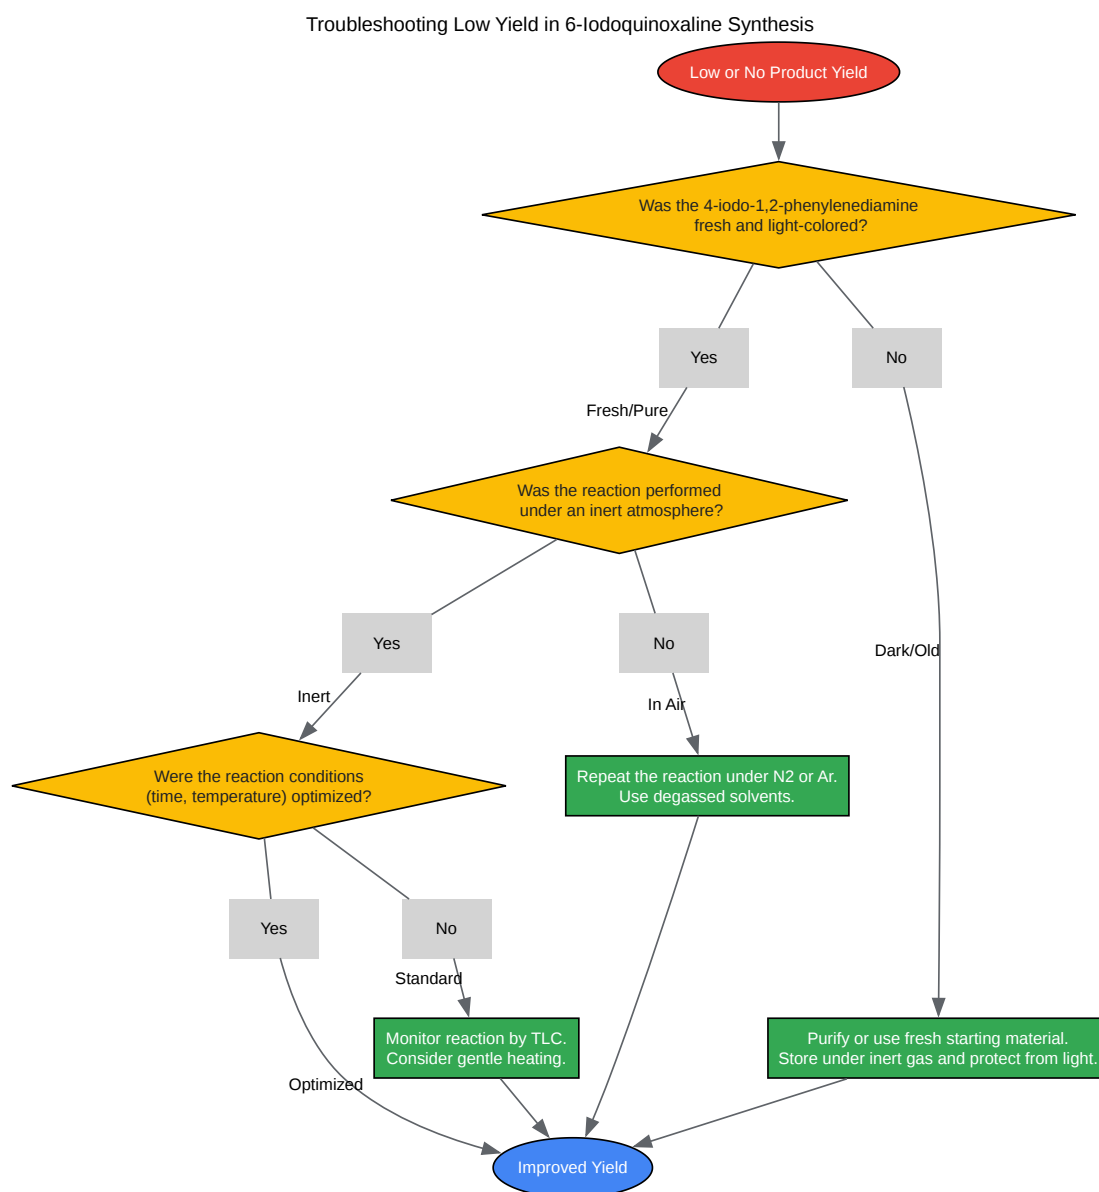 Troubleshooting Low Yield in 6-Iodoquinoxaline Synthesis
Low or No Product Yield
Was the 4-iodo-1,2-phenylenediamine
fresh and light-colored?
Yes
No
Fresh/Pure
Was the reaction performed
under an inert atmosphere?
Yes
No
Dark/Old
Inert
In Air
Were the reaction conditions
(time, temperature) optimized?
Repeat the reaction under N2 or Ar.
Use degassed solvents.
Yes
No
Standard
Monitor reaction by TLC.
Consider gentle heating.
Purify or use fresh starting material.
Store under inert gas and protect from light.
Optimized
Improved Yield